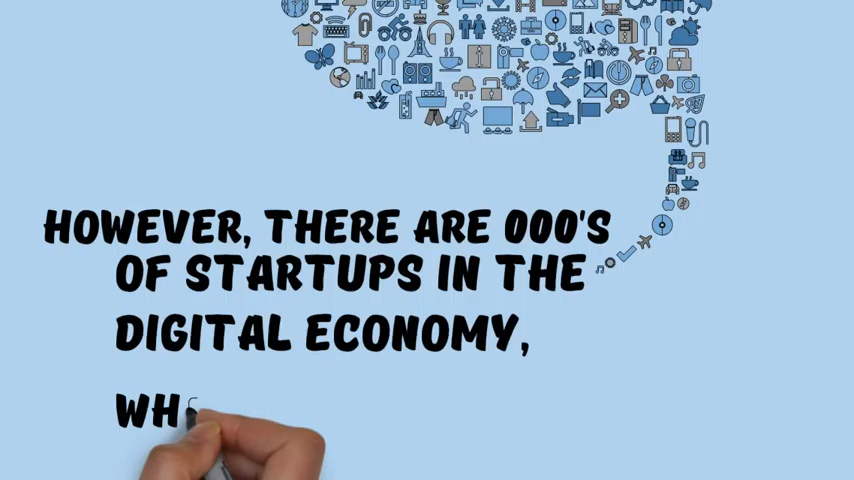 HOWEVER, THERE ARE 000'S
OF STARTUPS IN THE
DIGITAL ECONOMY,
WH